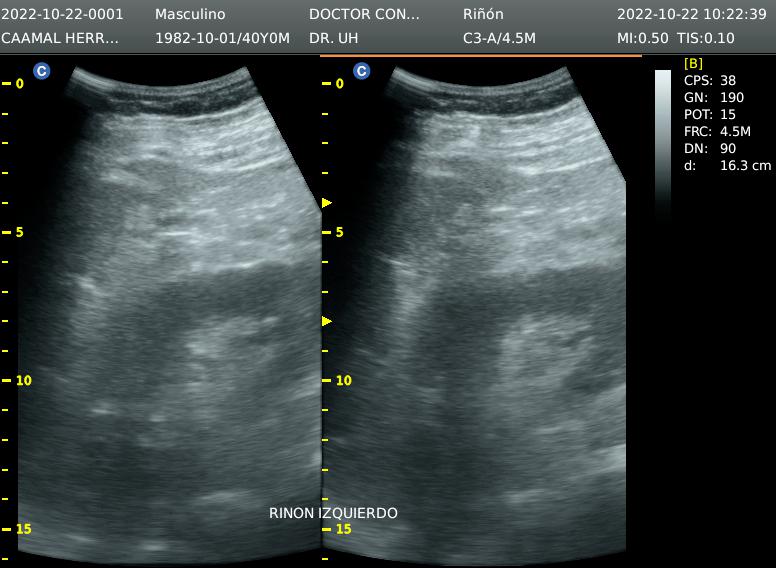 2022-10-22-0001 Masculino DOCTOR CON... Riñón 2022-10-22 10:22:39
CAAMAL HERR... 1982-10-01/40Y0M DR. UH C3-A/4.5M MI:0.50 TIS:0.10
C
C
[B]
CPS: 38
GN: 190
POT: 15
FRC: 4.5M
DN: 90
d: 16.3 cm
0
0
5
5
10
10
RINON IZQUIERDO
15
15